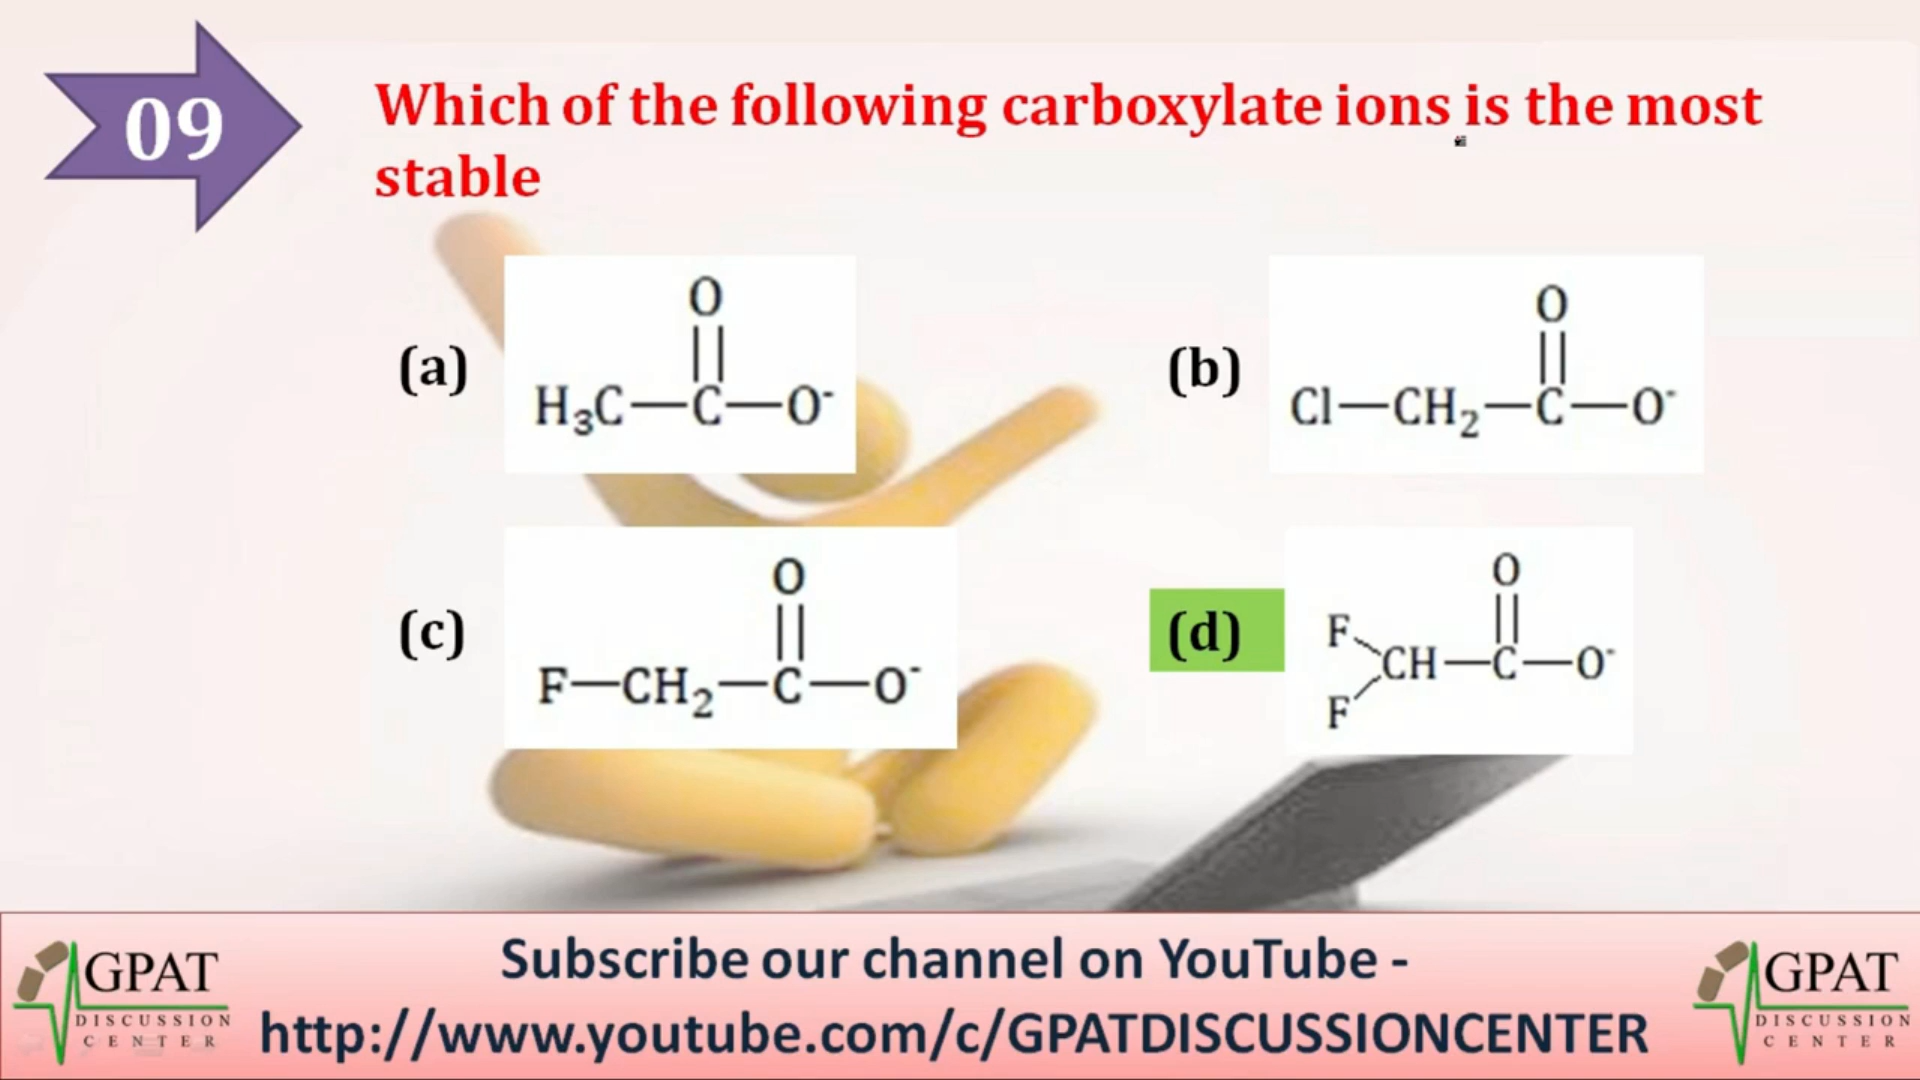 09
Which of the following carboxylate ions is the most
stable
(a)
O
H₃C—C—O⁻
(b)
O
Cl—CH₂—C—O⁻
(c)
O
F—CH₂—C—O⁻
(d)
O
F
CH—C—O⁻
F
GPAT
DISCUSSION
CENTER
Subscribe our channel on YouTube -
http://www.youtube.com/c/GPATDISCUSSIONCENTER
GPAT
DISCUSSION
CENTER